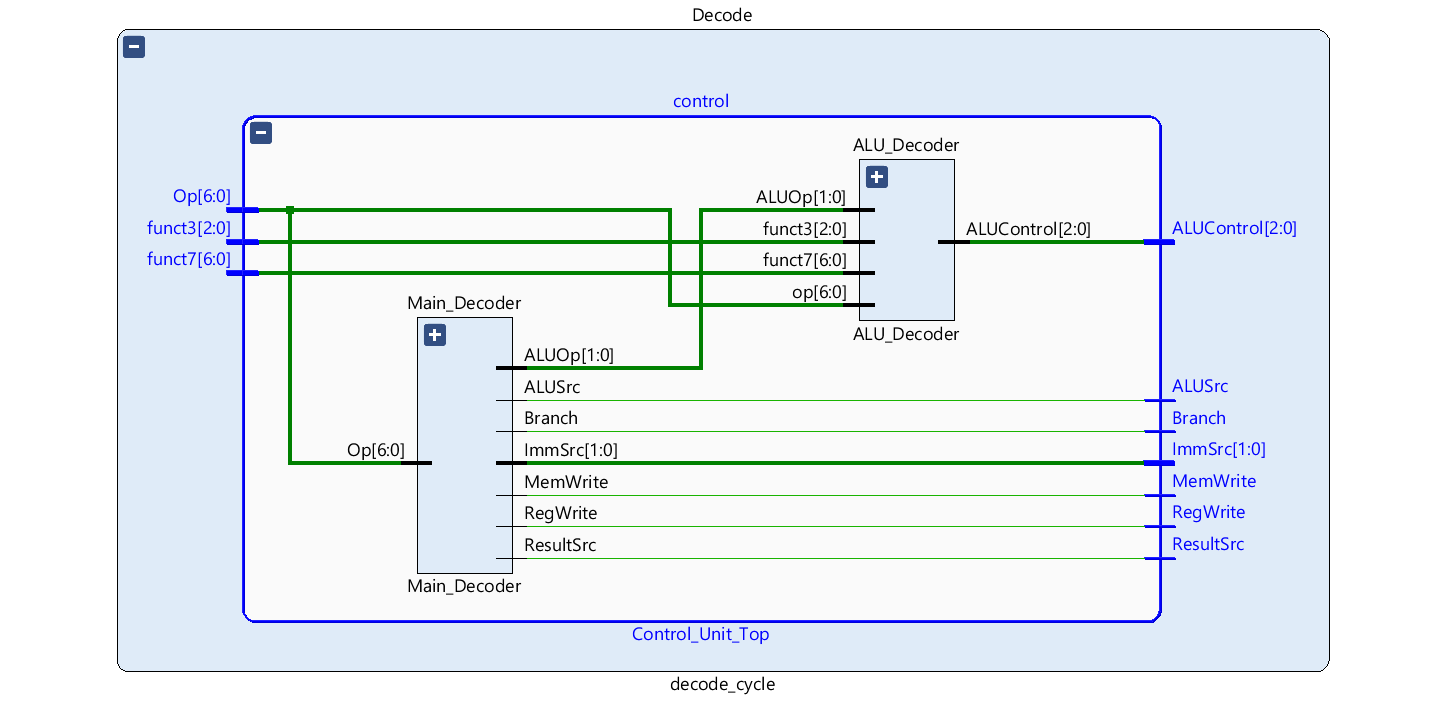 Decode
control
ALU_Decoder
Op[6:0]
ALUOp[1:0]
funct3[2:0]
funct3[2:0]
ALUControl[2:0]
ALUControl[2:0]
funct7[6:0]
funct7[6:0]
op[6:0]
Main_Decoder
ALU_Decoder
ALUOp[1:0]
ALUSrc
ALUSrc
Branch
Branch
Op[6:0]
ImmSrc[1:0]
ImmSrc[1:0]
MemWrite
MemWrite
RegWrite
RegWrite
ResultSrc
ResultSrc
Main_Decoder
Control_Unit_Top
decode_cycle